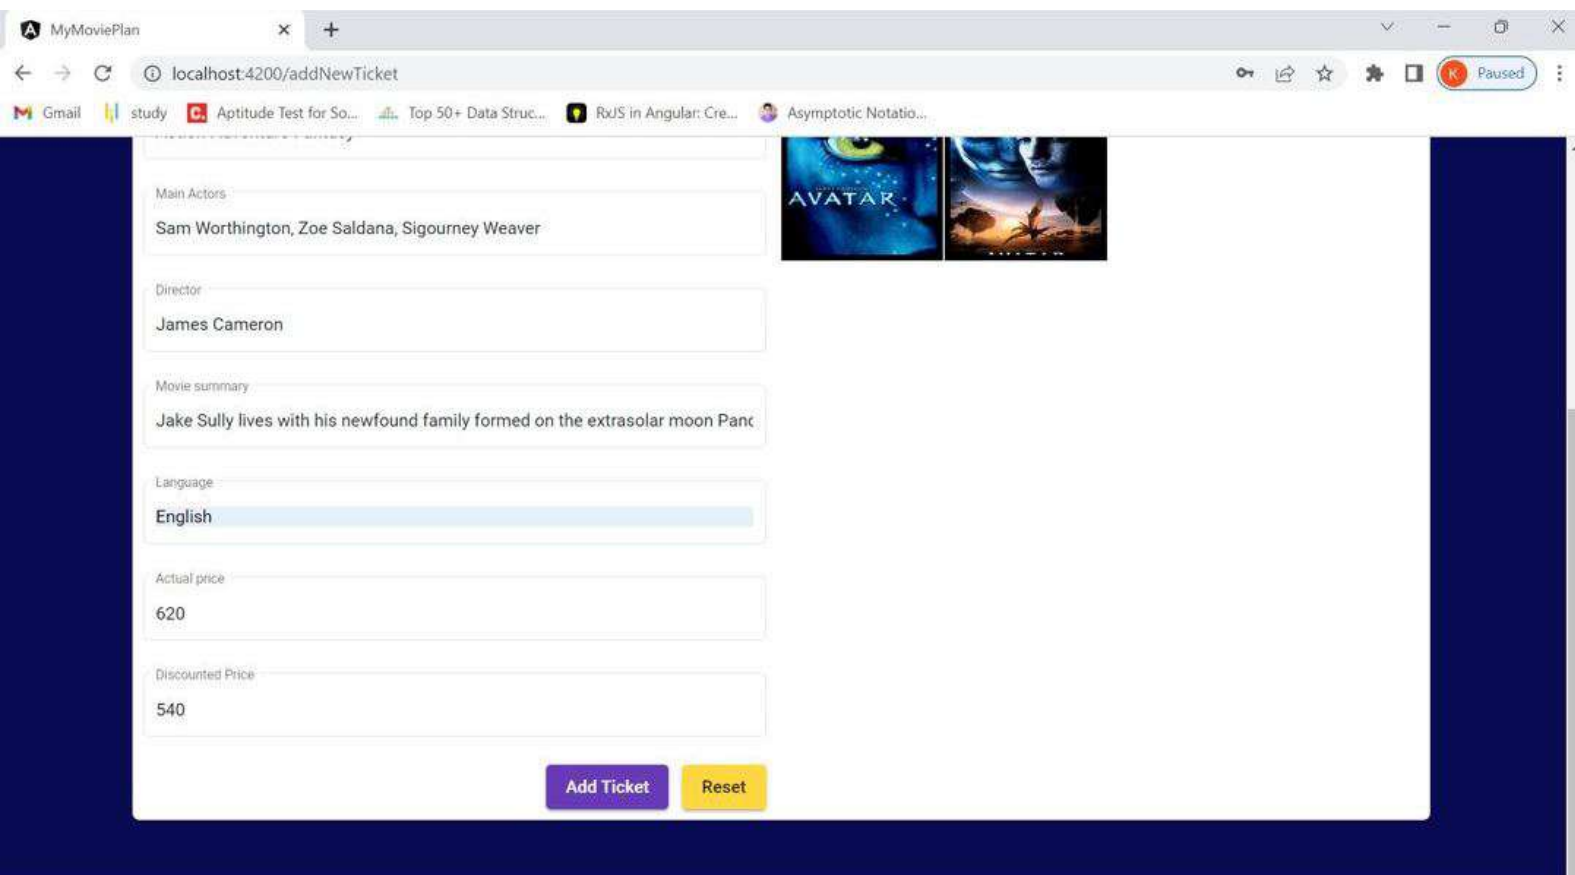 MyMoviePlan
localhost:4200/addNewTicket
K Paused
Gmail study Aptitude Test for So... Top 50+ Data Struc... RxJS in Angular: Cre... Asymptotic Notatio...
Main Actors
Sam Worthington, Zoe Saldana, Sigourney Weaver
AVATAR
Director
James Cameron
Movie summary
Jake Sully lives with his newfound family formed on the extrasolar moon Panc
Language
English
Actual price
620
Discounted Price
540
Add Ticket Reset